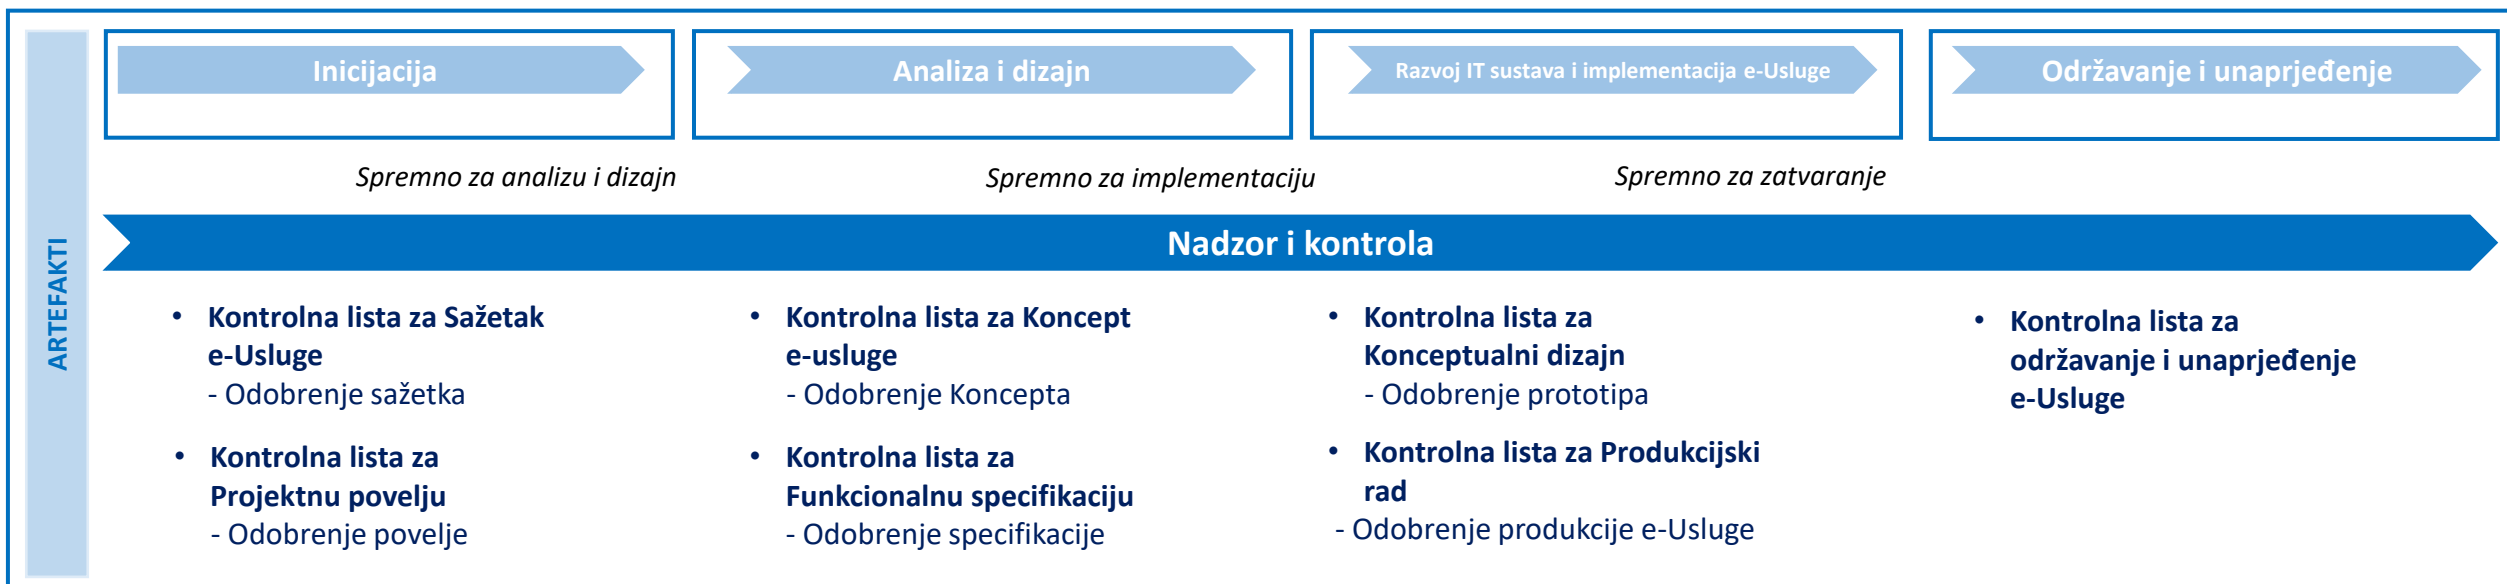 ARTEFAKTI
Inicijacija
Analiza i dizajn
Razvoj IT sustava i implementacija e-Usluge
Održavanje i unaprjeđenje
Spremno za analizu i dizajn
Spremno za implementaciju
Spremno za zatvaranje
Nadzor i kontrola
• Kontrolna lista za Sažetak
e-Usluge
- Odobrenje sažetka
• Kontrolna lista za
Projektnu povelju
- Odobrenje povelje
• Kontrolna lista za Koncept
e-usluge
- Odobrenje Koncepta
• Kontrolna lista za
Funkcionalnu specifikaciju
- Odobrenje specifikacije
• Kontrolna lista za
Konceptualni dizajn
- Odobrenje prototipa
• Kontrolna lista za Produkcijski
rad
- Odobrenje produkcije e-Usluge
• Kontrolna lista za
održavanje i unaprjeđenje
e-Usluge